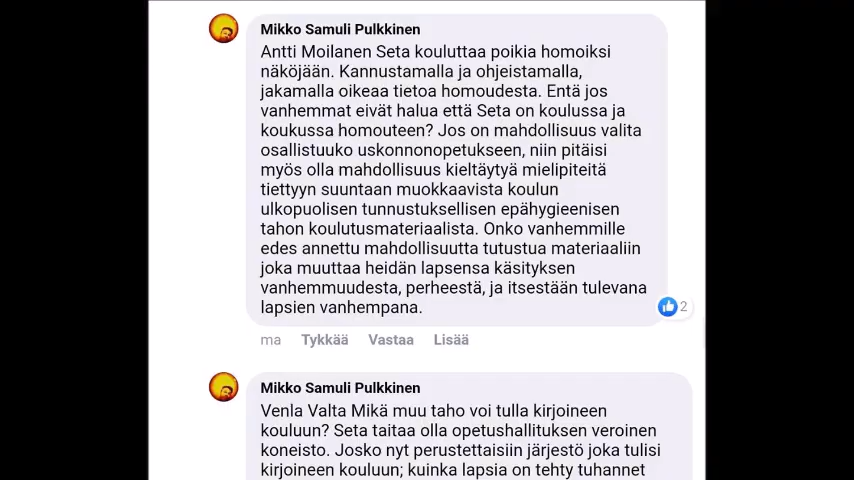 Mikko Samuli Pulkkinen
Antti Moilanen Seta kouluttaa poikia homoiksi
näköjään. Kannustamalla ja ohjeistamalla,
jakamalla oikeaa tietoa homoudesta. Entä jos
vanhemmat eivät halua että Seta on koulussa ja
koukussa homouteen? Jos on mahdollisuus valita
osallistuuko uskonnonopetukseen, niin pitäisi
myös olla mahdollisuus kieltäytyä mielipiteitä
tiettyyn suuntaan muokkaavista koulun
ulkopuolisen tunnustuksellisen epähygieenisen
tahon koulutusmateriaalista. Onko vanhemmille
edes annettu mahdollisuutta tutustua materiaaliin
joka muuttaa heidän lapsensa käsityksen
vanhemmuudesta, perheestä, ja itsestään tulevana
lapsien vanhempana.
2
ma Tykkää Vastaa Lisää
Mikko Samuli Pulkkinen
Venla Valta Mikä muu taho voi tulla kirjoineen
kouluun? Seta taitaa olla opetushallituksen veroinen
koneisto. Josko nyt perustettaisiin järjestö joka tulisi
kirjoineen kouluun; kuinka lapsia on tehty tuhannet